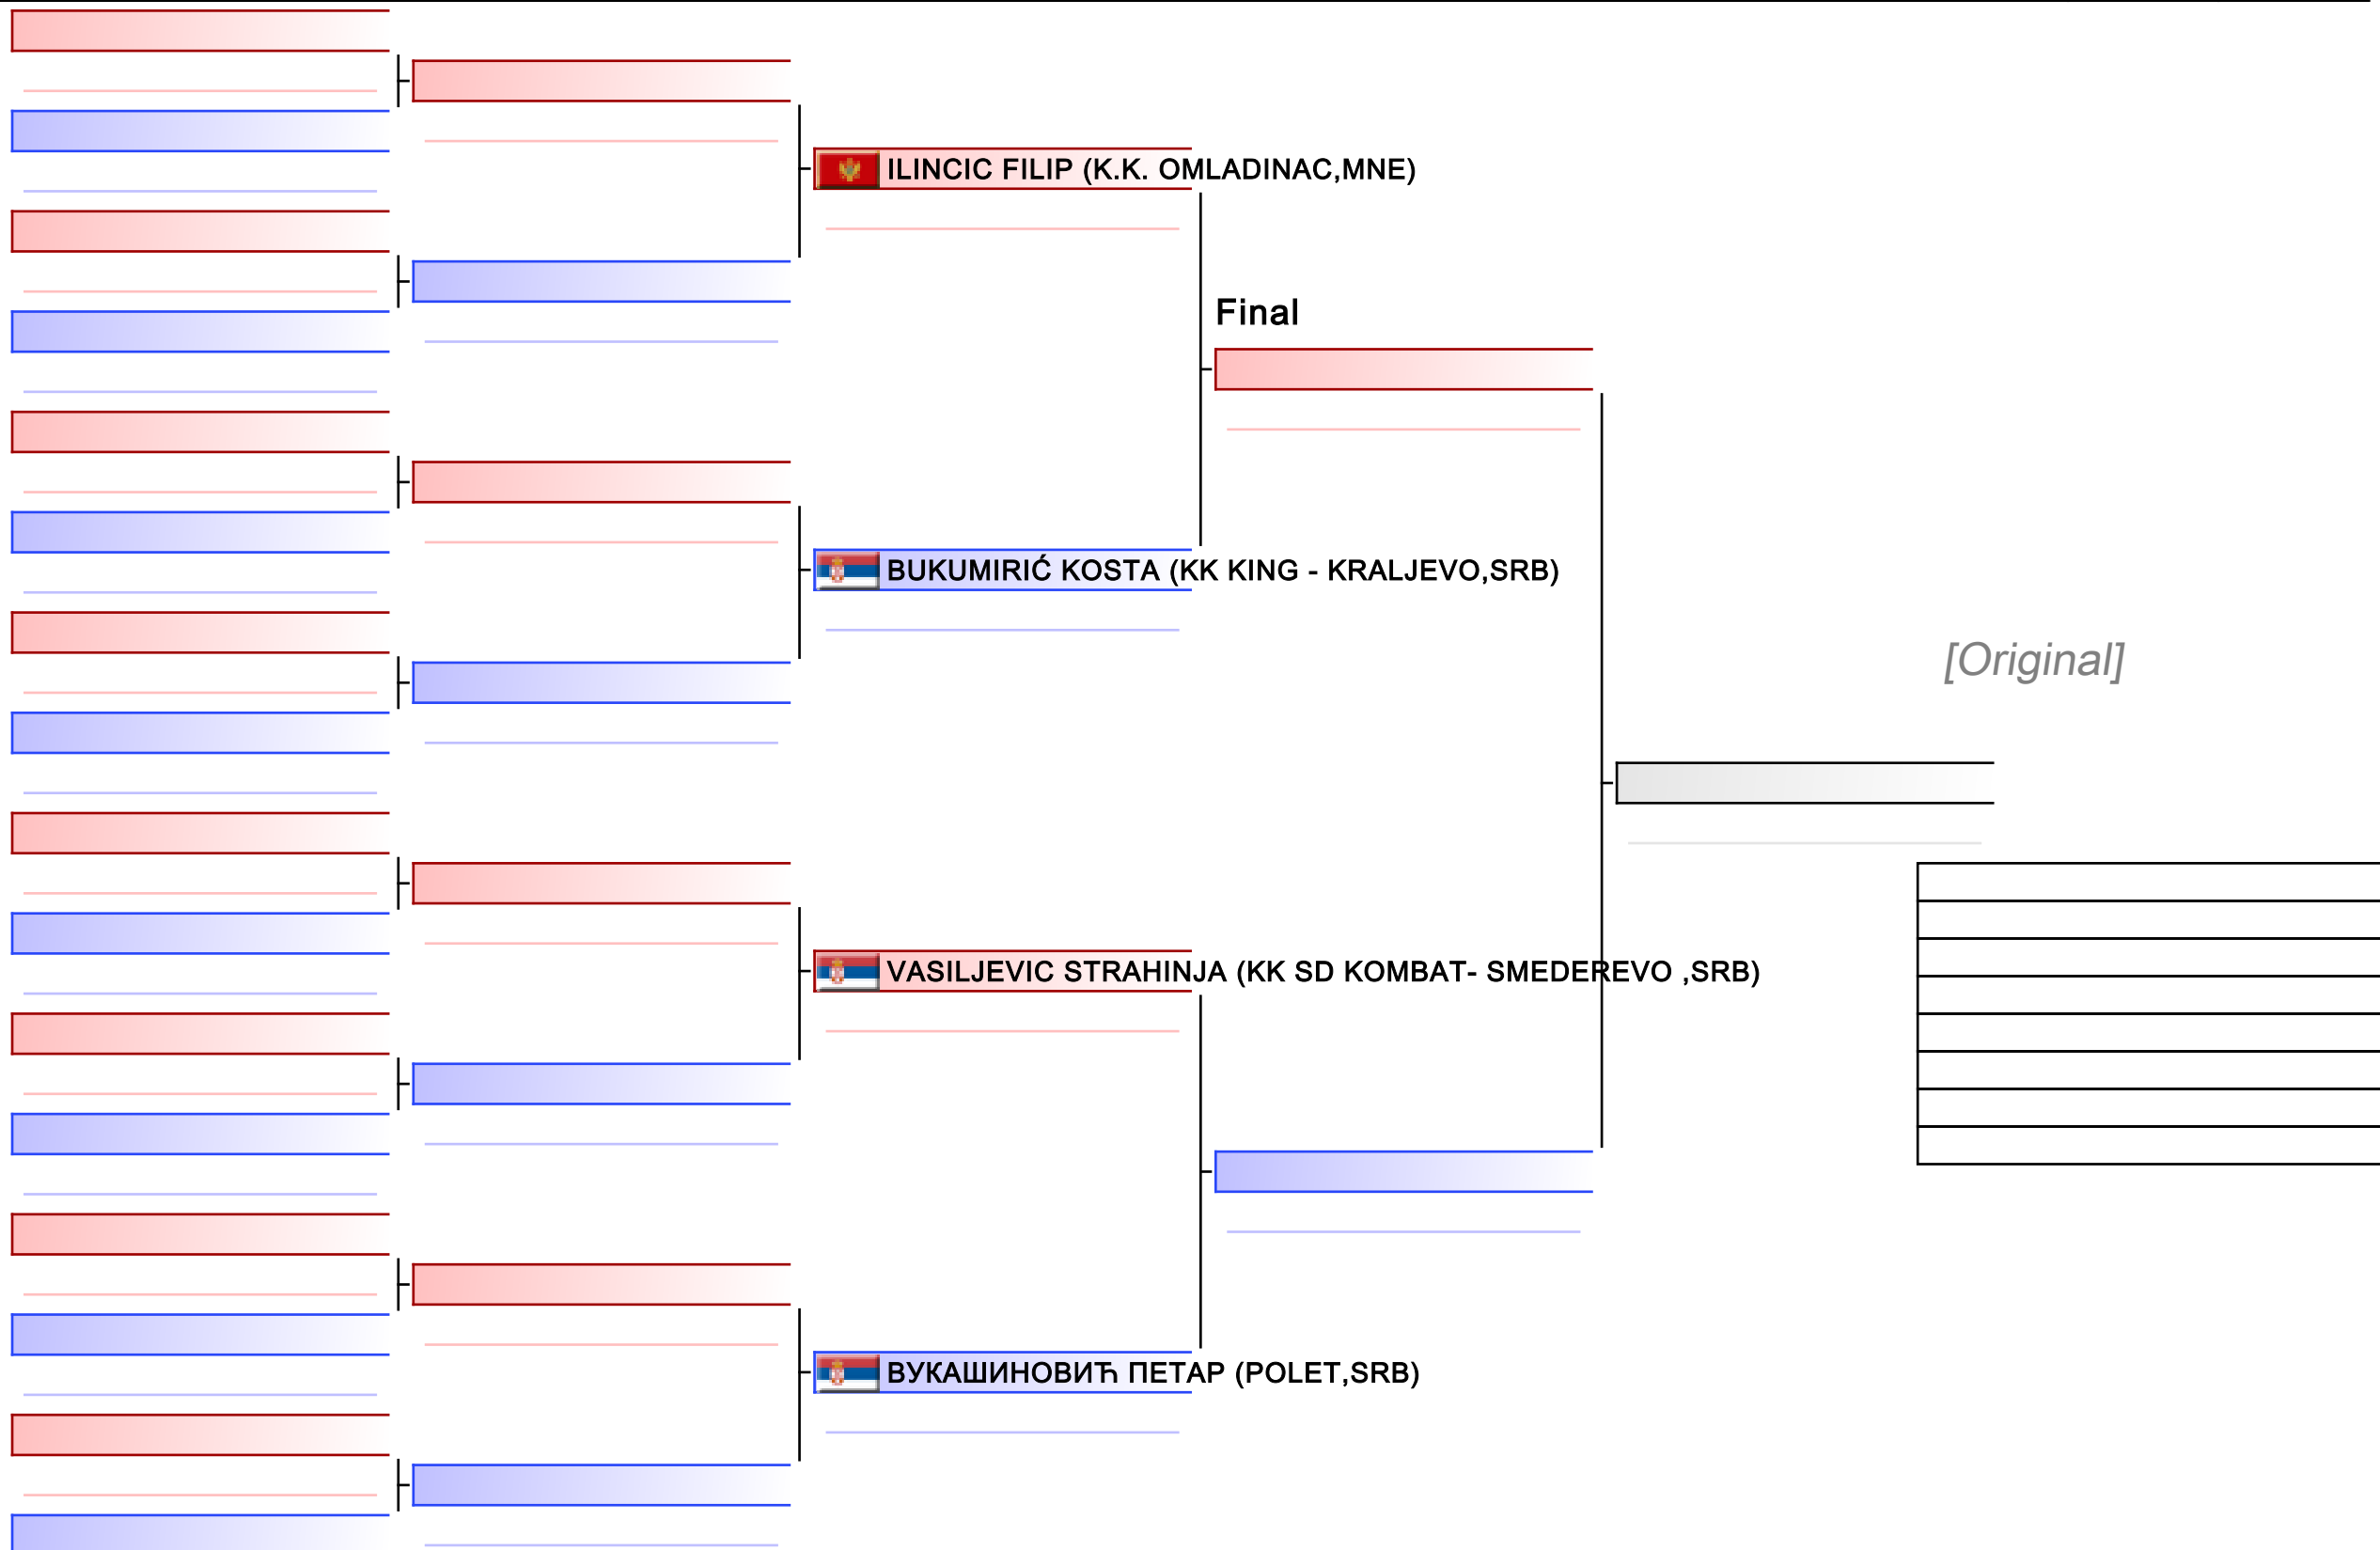 ILINCIC FILIP (K.K. OMLADINAC,MNE)
Final
BUKUMIRIĆ KOSTA (KK KING - KRALJEVO,SRB)
[Original]
VASILJEVIC STRAHINJA (KK SD KOMBAT- SMEDEREVO ,SRB)
ВУКАШИНОВИЋ ПЕТАР (POLET,SRB)